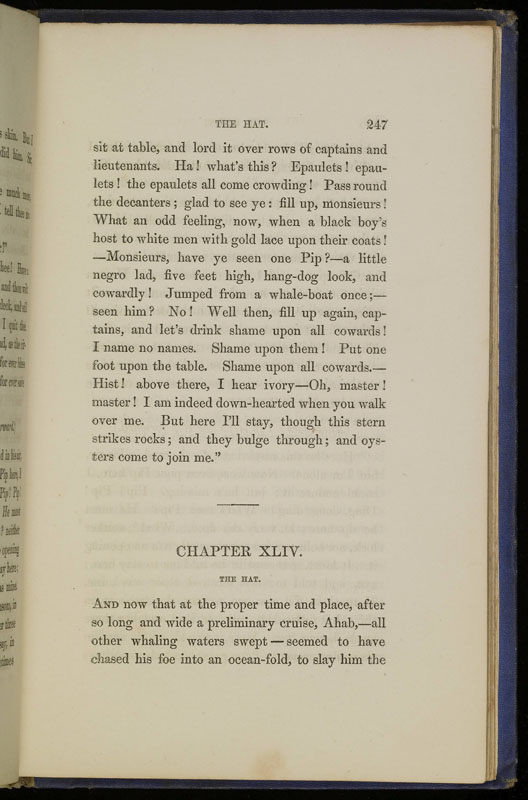 THE HAT. 247
sit at table, and lord it over rows of captains and
lieutenants. Ha! what's this? Epaulets! epau-
lets! the epaulets all come crowding! Pass round
the decanters; glad to see ye: fill up, monsieurs!
What an odd feeling, now, when a black boy's
host to white men with gold lace upon their coats!
—Monsieurs, have ye seen one Pip?—a little
negro lad, five feet high, hang-dog look, and
cowardly! Jumped from a whale-boat once;—
seen him? No! Well then, fill up again, cap-
tains, and let's drink shame upon all cowards!
I name no names. Shame upon them! Put one
foot upon the table. Shame upon all cowards.—
Hist! above there, I hear ivory—Oh, master!
master! I am indeed down-hearted when you walk
over me. But here I'll stay, though this stern
strikes rocks; and they bulge through; and oys-
ters come to join me."
CHAPTER XLIV.
THE HAT.
AND now that at the proper time and place, after
so long and wide a preliminary cruise, Ahab,—all
other whaling waters swept—seemed to have
chased his foe into an ocean-fold, to slay him the